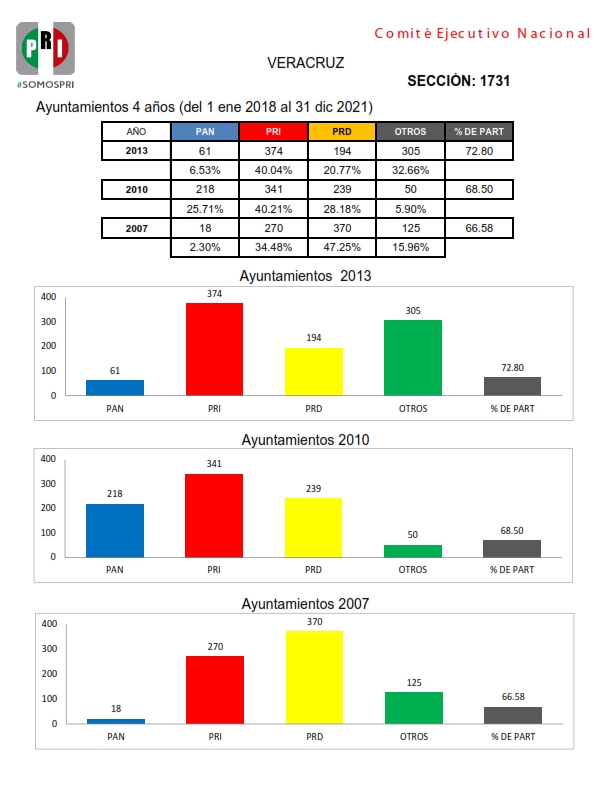 Comité Ejecutivo Nacional
PRI
#SOMOSPRI
VERACRUZ
SECCIÓN: 1731
Ayuntamientos 4 años (del 1 ene 2018 al 31 dic 2021)
AÑO PAN PRI PRD OTROS % DE PART
2013 61 374 194 305 72.80
6.53% 40.04% 20.77% 32.66%
2010 218 341 239 50 68.50
25.71% 40.21% 28.18% 5.90%
2007 18 270 370 125 66.58
2.30% 34.48% 47.25% 15.96%
Ayuntamientos 2013
400
300
200
100
0
61 374 194 305 72.80
PAN PRI PRD OTROS % DE PART
Ayuntamientos 2010
400
300
200
100
0
218 341 239 50 68.50
PAN PRI PRD OTROS % DE PART
Ayuntamientos 2007
400
300
200
100
0
18 270 370 125 66.58
PAN PRI PRD OTROS % DE PART